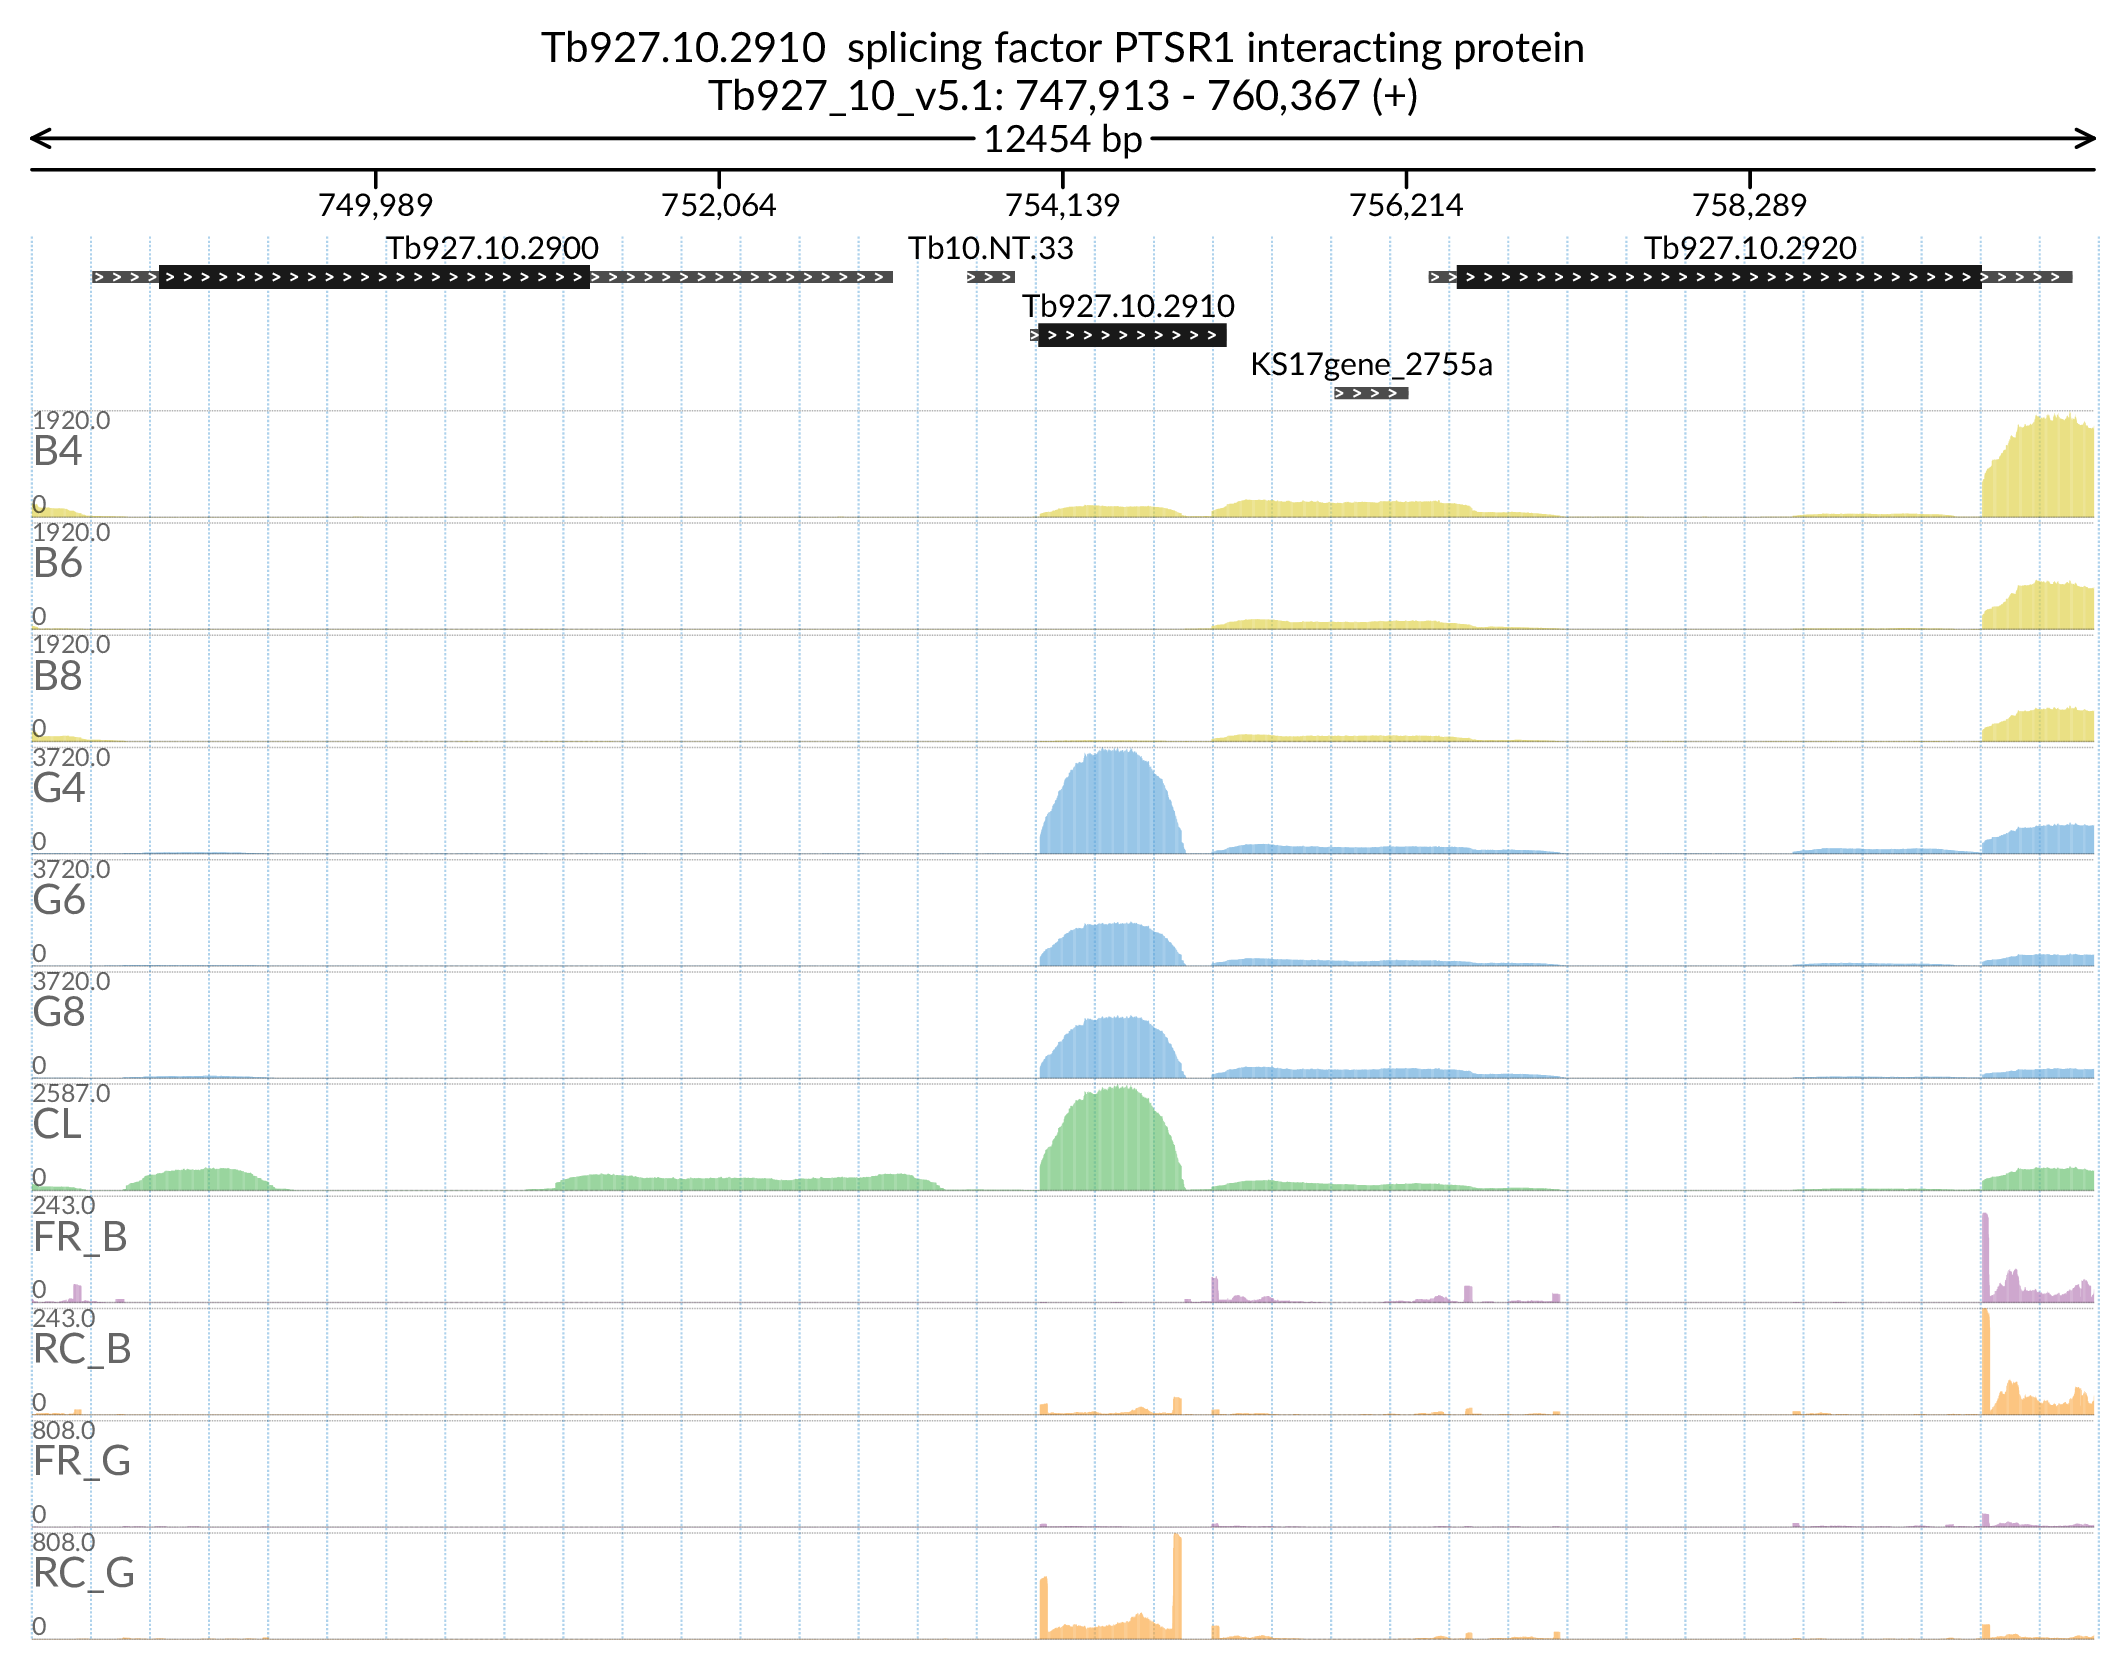 Tb927.10.2910  splicing factor PTSR1 interacting protein
Tb927_10_v5.1: 747,913 - 760,367 (+)
12454 bp
749,989 752,064 754,139 756,214 758,289
Tb927.10.2900 Tb10.NT.33 Tb927.10.2920
Tb927.10.2910
KS17gene_2755a
1920.0
B4
0
1920.0
B6
0
1920.0
B8
0
3720.0
G4
0
3720.0
G6
0
3720.0
G8
0
2587.0
CL
0
243.0
FR_B
0
243.0
RC_B
0
808.0
FR_G
0
808.0
RC_G
0